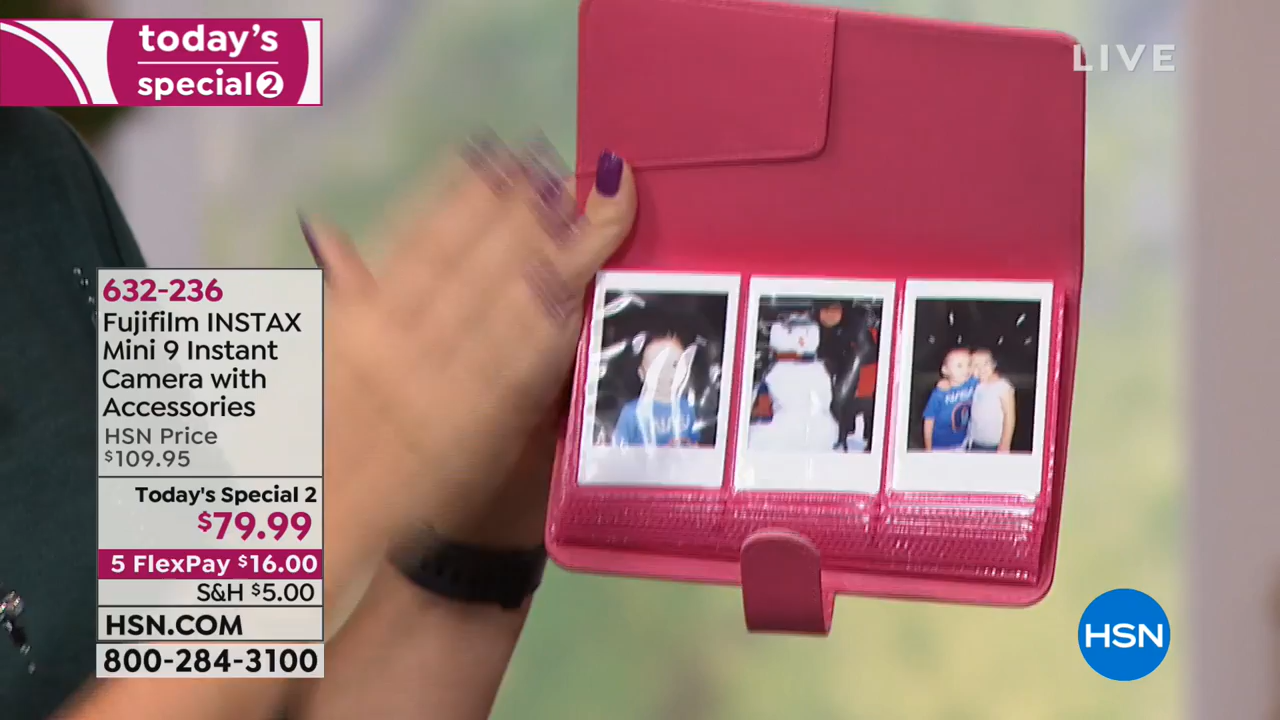 today's
special 2
LIVE
632-236
Fujifilm INSTAX
Mini 9 Instant
Camera with
Accessories
HSN Price
$109.95
Today's Special 2
$79.99
5 FlexPay $16.00
S&H $5.00
HSN.COM
800-284-3100
HSN